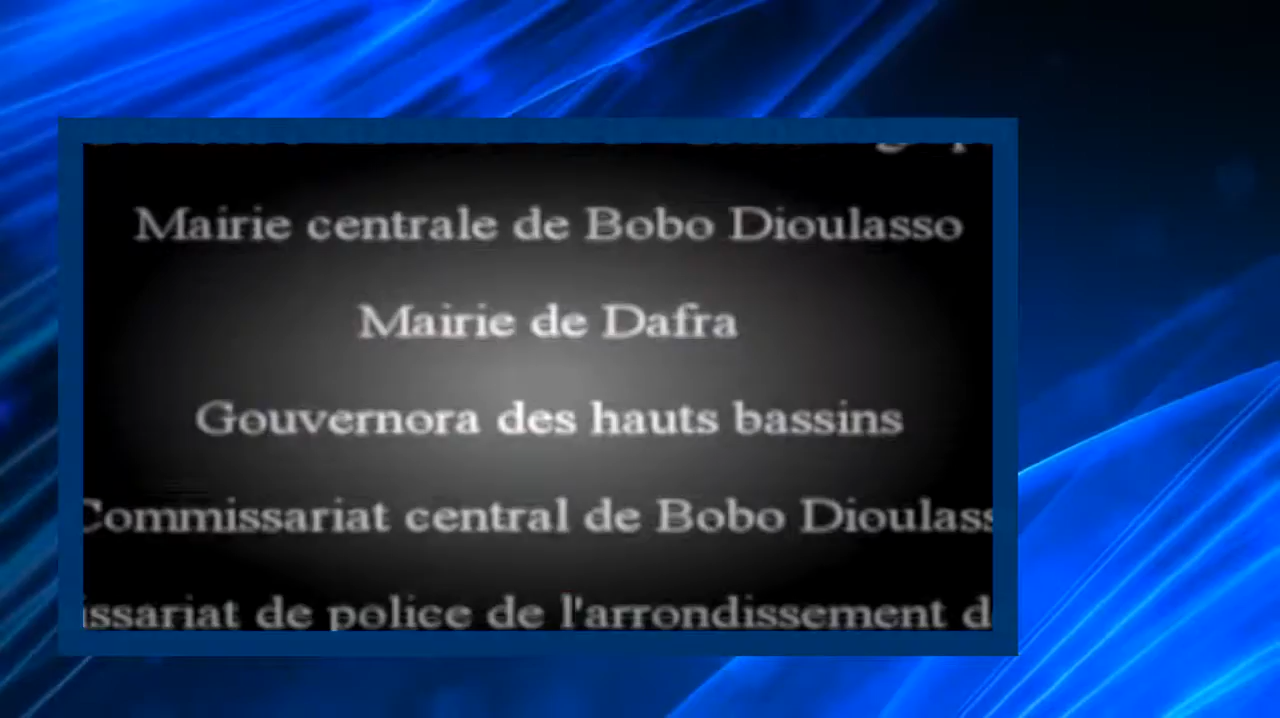 Mairie centrale de Bobo Dioulasso
Mairie de Dafra
Gouvernora des hauts bassins
Commissariat central de Bobo Dioulass
issariat de police de l'arrondissement d